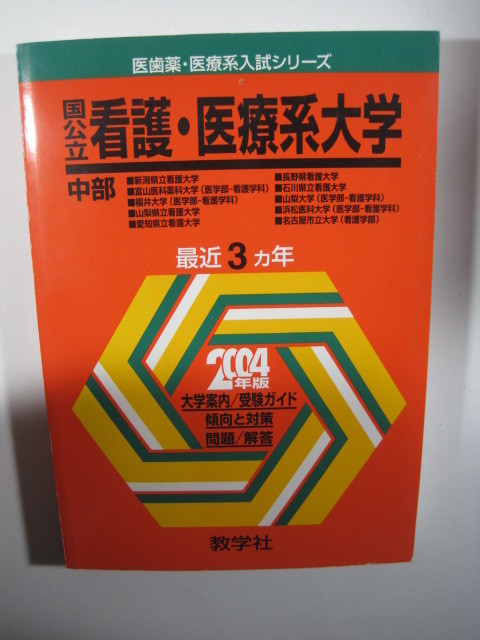 医歯薬・医療系入試シリーズ
国公立 看護・医療系大学
中部
■新潟県立看護大学
■富山医科薬科大学(医学部-看護学科)
■福井大学(医学部-看護学科)
■山梨県立看護大学
■愛知県立看護大学
■長野県看護大学
■石川県立看護大学
■山梨大学(医学部-看護学科)
■浜松医科大学(医学部-看護学科)
■名古屋市立大学(看護学部)
最近3ヵ年
2004
年版
大学案内/受験ガイド
傾向と対策
問題/解答
教学社